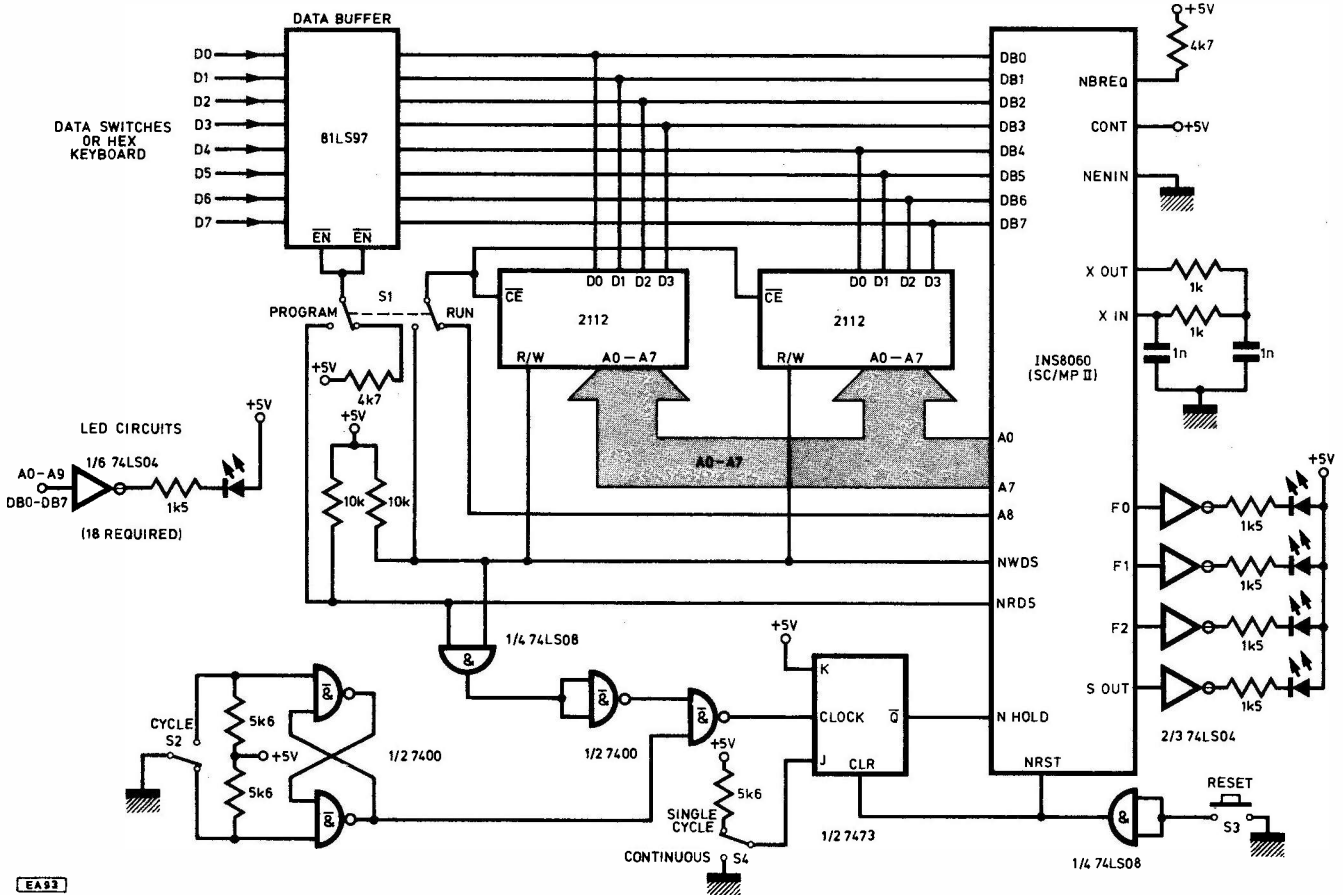 DATA BUFFER
D0
D1
D2
D3
D4
D5
D6
D7
DATA SWITCHES
OR HEX
KEYBOARD
81LS97
EN EN
DB0
DB1
DB2
DB3
DB4
DB5
DB6
DB7
+5V
4k7
NBREQ
CONT
+5V
NENIN
X OUT
1k
X IN
1k
1n
1n
INS8060
(SC/MP II)
S1
PROGRAM
RUN
+5V
4k7
CE
D0 D1 D2 D3
2112
R/W
A0-A7
CE
D0 D1 D2 D3
2112
R/W
A0-A7
A0-A7
A0
A7
A8
NWDS
NRDS
LED CIRCUITS
+5V
A0-A9
DB0-DB7
1/6 74LS04
1k5
(18 REQUIRED)
+5V
10k
10k
+5V
F0
1k5
F1
1k5
F2
1k5
S OUT
1k5
2/3 74LS04
&
1/4 74LS08
CYCLE
S2
5k6
+5V
5k6
&
&
1/2 7400
&
&
1/2 7400
+5V
K
CLOCK
Q
J
CLR
1/2 7473
N HOLD
NRST
+5V
5k6
SINGLE
CYCLE
CONTINUOUS
S4
&
1/4 74LS08
RESET
S3
EA93